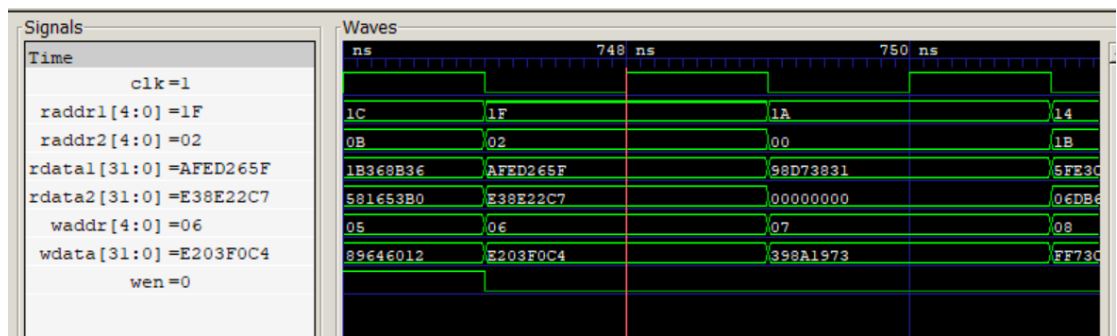 Signals
Waves
Time
ns 748 ns 750 ns
clk=1
raddr1[4:0]=1F 1C 1F 1A 14
raddr2[4:0]=02 0B 02 00 1B
rdata1[31:0]=AFED265F 1B368B36 AFED265F 98D73831 5FE3C
rdata2[31:0]=E38E22C7 581653B0 E38E22C7 00000000 06DB6
waddr[4:0]=06 05 06 07 08
wdata[31:0]=E203F0C4 89646012 E203F0C4 398A1973 FF73C
wen=0